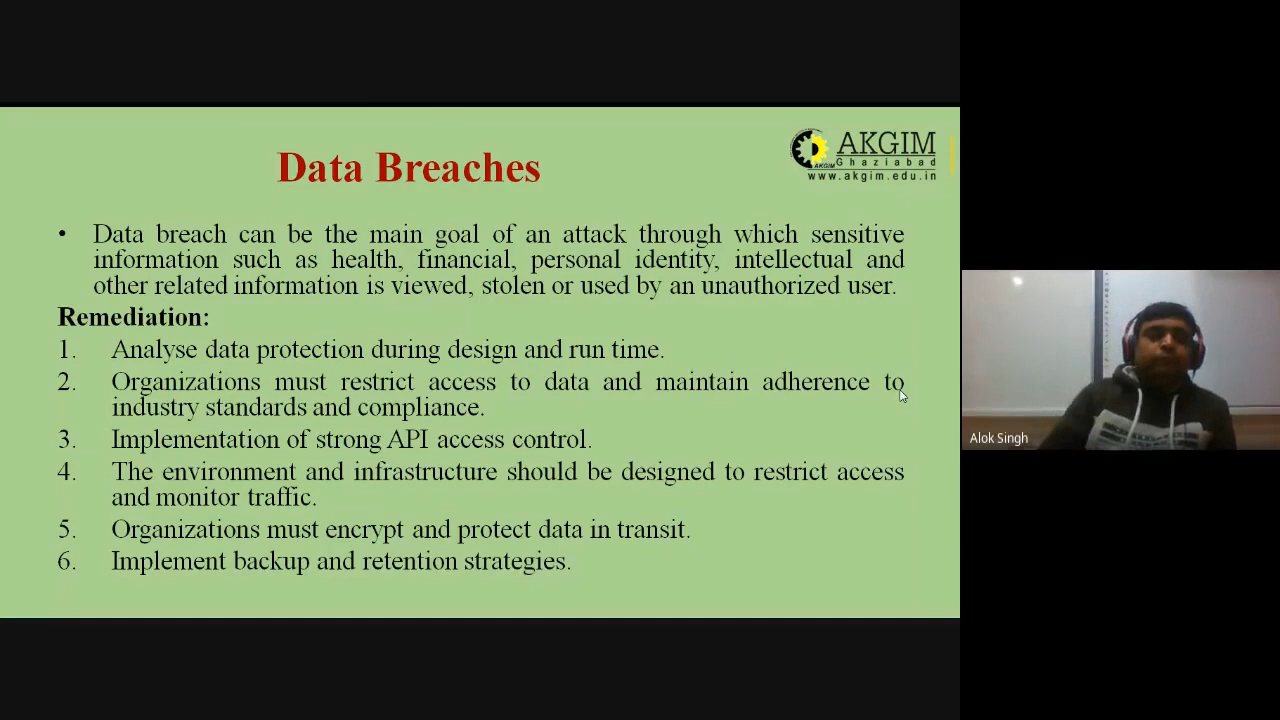 Data Breaches
AKGIM
Ghaziabad
AKGIM
www.akgim.edu.in
• Data breach can be the main goal of an attack through which sensitive
information such as health, financial, personal identity, intellectual and
other related information is viewed, stolen or used by an unauthorized user.
Remediation:
1. Analyse data protection during design and run time.
2. Organizations must restrict access to data and maintain adherence to
industry standards and compliance.
3. Implementation of strong API access control.
4. The environment and infrastructure should be designed to restrict access
and monitor traffic.
5. Organizations must encrypt and protect data in transit.
6. Implement backup and retention strategies.
Alok Singh